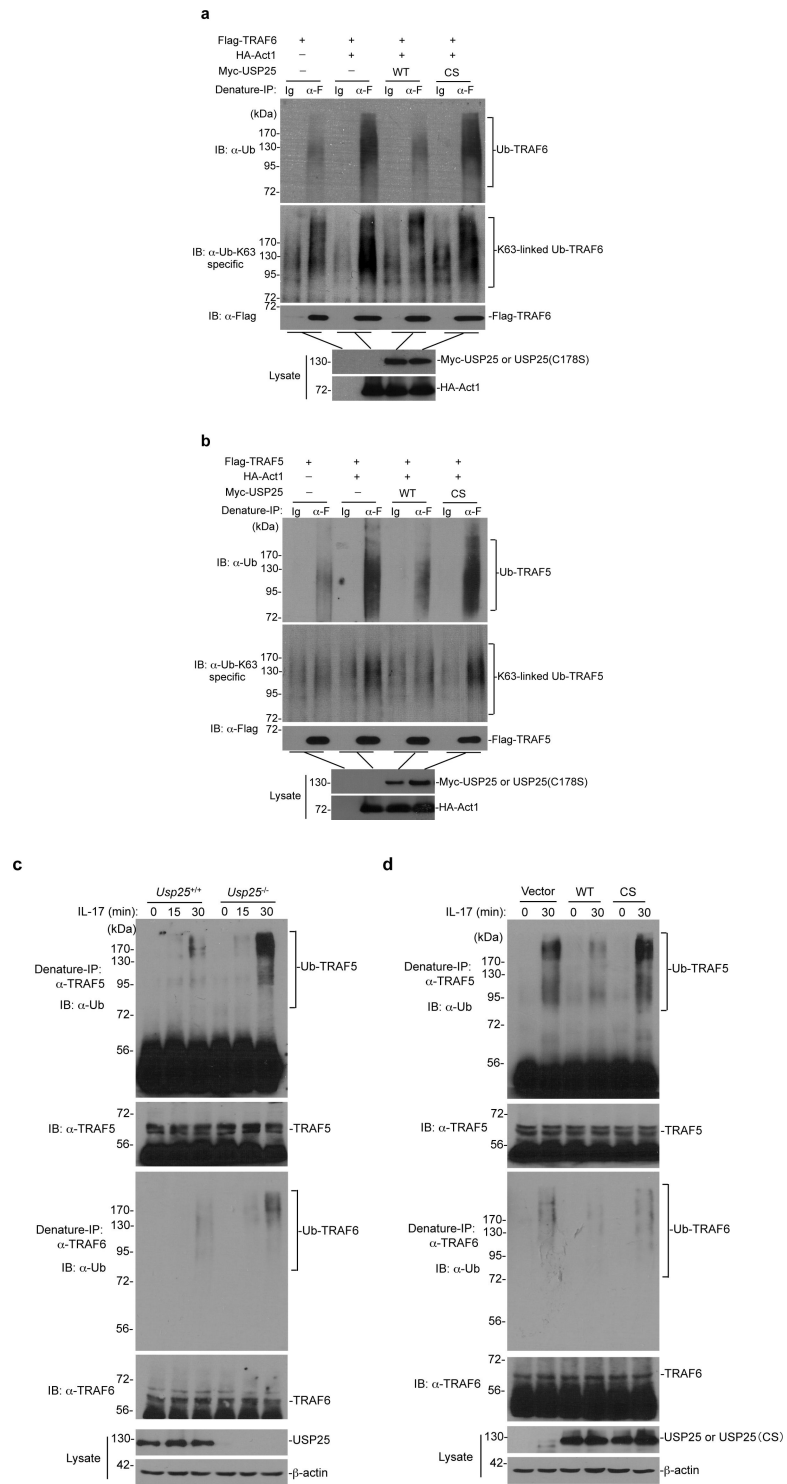 a
Flag-TRAF6 + + + +
HA-Act1 – + + +
Myc-USP25 – – WT CS
Denature-IP: Ig α-F Ig α-F Ig α-F Ig α-F
(kDa)
170-
IB: α-Ub 130- -Ub-TRAF6
95-
72-
170-
IB: α-Ub-K63 specific 130- -K63-linked Ub-TRAF6
95-
72-
72-
IB: α-Flag -Flag-TRAF6
130- -Myc-USP25 or USP25(C178S)
Lysate
72- -HA-Act1
b
Flag-TRAF5 + + + +
HA-Act1 – + + +
Myc-USP25 – – WT CS
Denature-IP: Ig α-F Ig α-F Ig α-F Ig α-F
(kDa)
IB: α-Ub 170-
130- -Ub-TRAF5
95-
72-
IB: α-Ub-K63 specific 170-
130- -K63-linked Ub-TRAF5
95-
72-
IB: α-Flag 72-
-Flag-TRAF5
130- -Myc-USP25 or USP25(C178S)
Lysate
72- -HA-Act1
c
Usp25+/+ Usp25-/-
IL-17 (min): 0 15 30 0 15 30
(kDa)
170-
Denature-IP: α-TRAF5 130- -Ub-TRAF5
95-
IB: α-Ub
72-
56-
72-
IB: α-TRAF5 -TRAF5
56-
170-
Denature-IP: α-TRAF6 130- -Ub-TRAF6
95-
IB: α-Ub
72-
56-
72-
IB: α-TRAF6
-TRAF6
56-
130- -USP25
Lysate
42-
-β-actin
d
Vector WT CS
IL-17 (min): 0 30 0 30 0 30
(kDa)
170-
Denature-IP: α-TRAF5 130- -Ub-TRAF5
95-
IB: α-Ub
72-
56-
72-
IB: α-TRAF5 -TRAF5
56-
170-
Denature-IP: α-TRAF6 130- -Ub-TRAF6
95-
IB: α-Ub
72-
56-
72-
-TRAF6
IB: α-TRAF6 56-
130- -USP25 or USP25(CS)
Lysate
42-
-β-actin